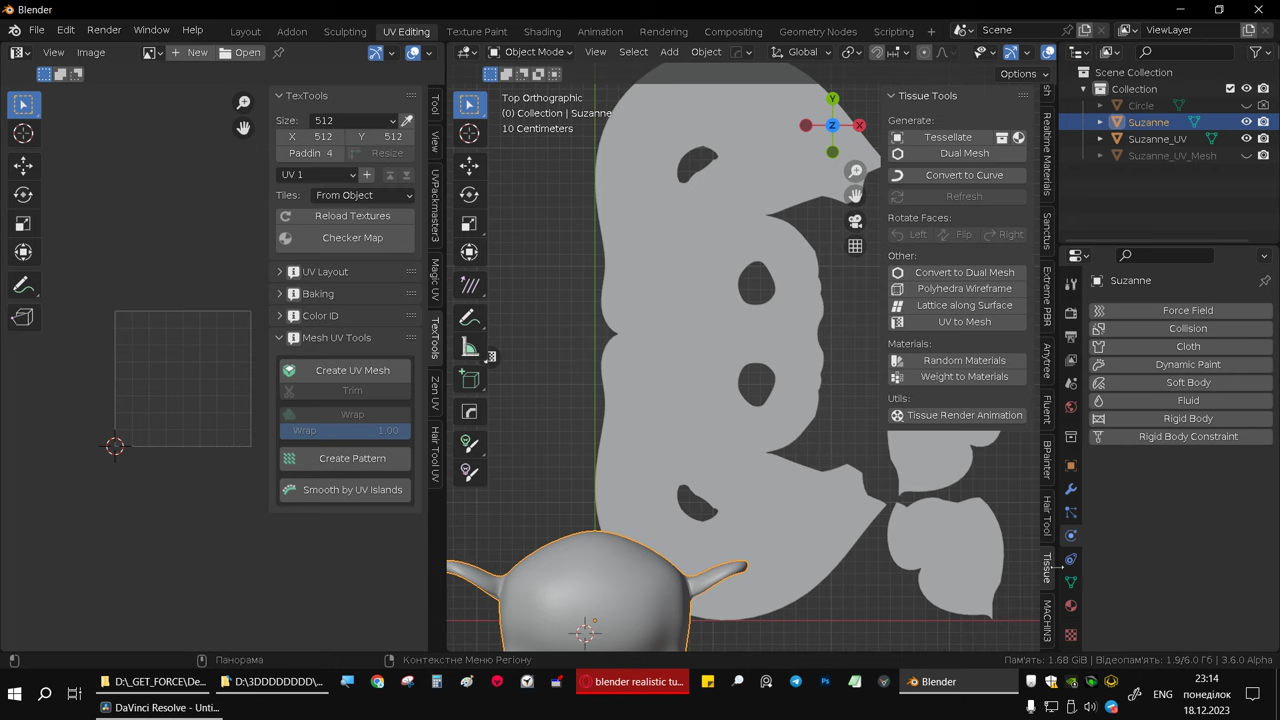 Blender
File Edit Render Window Help Layout Modeling Sculpting UV Editing Texture Paint Shading Animation Rendering Compositing Geometry Nodes Scripting Scene ViewLayer
View Image New Open Object Mode View Select Add Object Global
Options
TexTools
Size: 512
X 512 Y 512
Paddin 4 Resize
UV 1
Tiles: From Object
Reload Textures
Checker Map
UV Layout
Baking
Color ID
Mesh UV Tools
Create UV Mesh
Trim
Wrap
Wrap 1.00
Create Pattern
Smooth by UV Islands
Tool
UVPackmaster3
Magic UV
TexTools
Zen UV
Hair Tool UV
Top Orthographic
(0) Collection | Suzanne
10 Centimeters
Y
X
Z
Tissue Tools
Generate:
Tessellate
Dual Mesh
Convert to Curve
Refresh
Rotate Faces:
Left Flip Right
Other:
Convert to Dual Mesh
Polyhedra Wireframe
Lattice along Surface
UV to Mesh
Materials:
Random Materials
Weight to Materials
Utils:
Tissue Render Animation
Realtime Materials
Sanctus
Extreme PBR
Anytree
Fluent
BPainter
Hair Tool
Tissue
MACHIN3
Scene Collection
Collection
Circle
Suzanne
Suzanne_UV
Suzanne_UV_Mesh
Suzanne
Force Field
Collision
Cloth
Dynamic Paint
Soft Body
Fluid
Rigid Body
Rigid Body Constraint
Панорама Контекстне Меню Регіону Пам'ять: 1.68 GiB | Відеопам'ять: 1.9/6.0 Гб | 3.6.0 Alpha
D:\_GET_FORCE\De... D:\3DDDDDDDD\... blender realistic tu... Blender ENG 23:14
понеділок
DaVinci Resolve - Unti... 18.12.2023